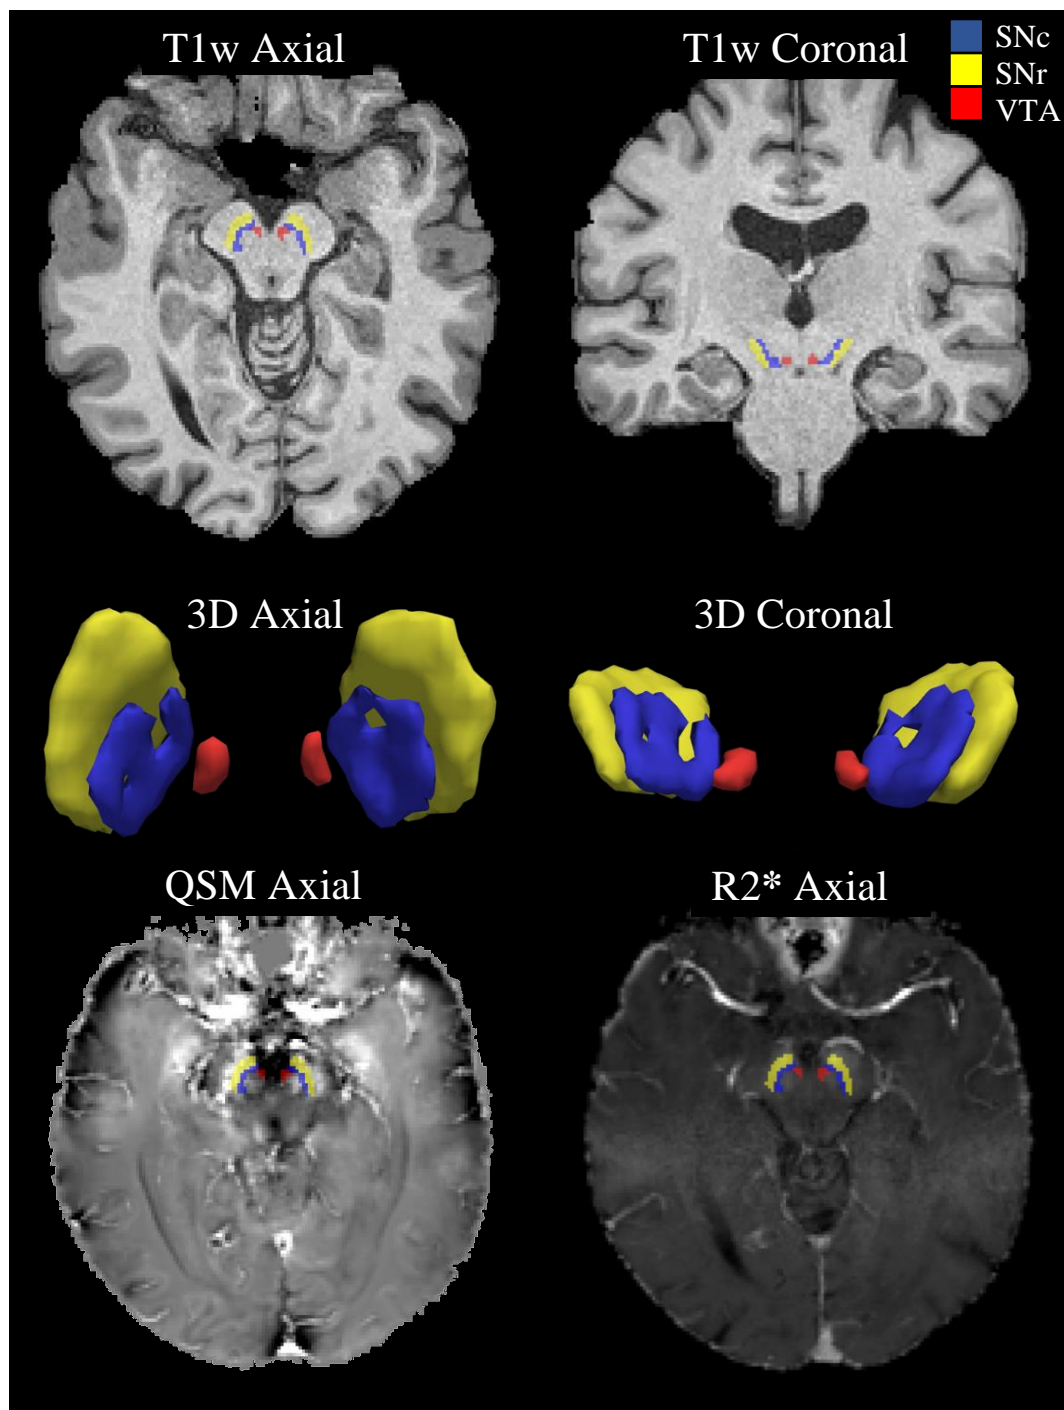 T1w Axial
T1w Coronal
SNc
SNr
VTA
3D Axial
3D Coronal
QSM Axial
R2* Axial